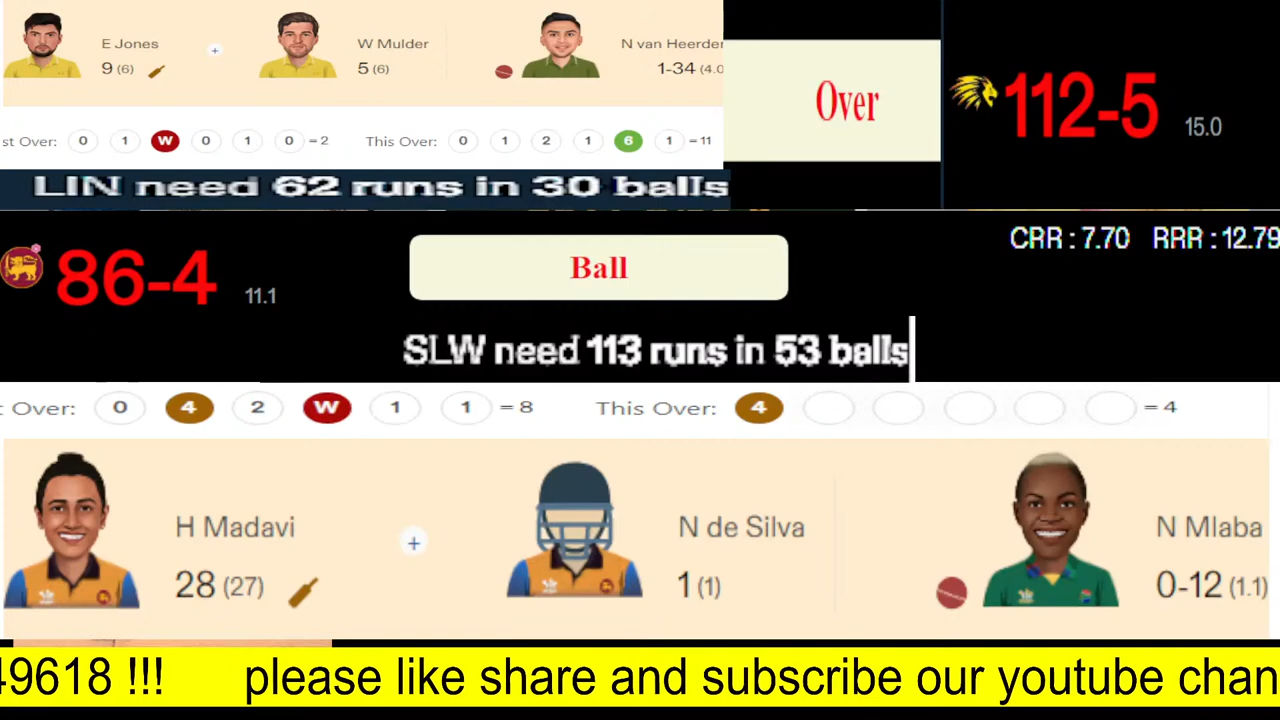 E Jones
9 (6)
+
W Mulder
5 (6)
N van Heerder
1-34 (4.0
Over
112-5
15.0
st Over: 0 1 W 0 1 0 = 2
This Over: 0 1 2 1 6 1 = 11
LIN need 62 runs in 30 balls
CRR : 7.70 RRR : 12.79
86-4
11.1
Ball
SLW need 113 runs in 53 balls
t Over: 0 4 2 W 1 1 = 8
This Over: 4 = 4
H Madavi
28 (27)
+
N de Silva
1 (1)
N Mlaba
0-12 (1.1)
49618 !!! please like share and subscribe our youtube chan